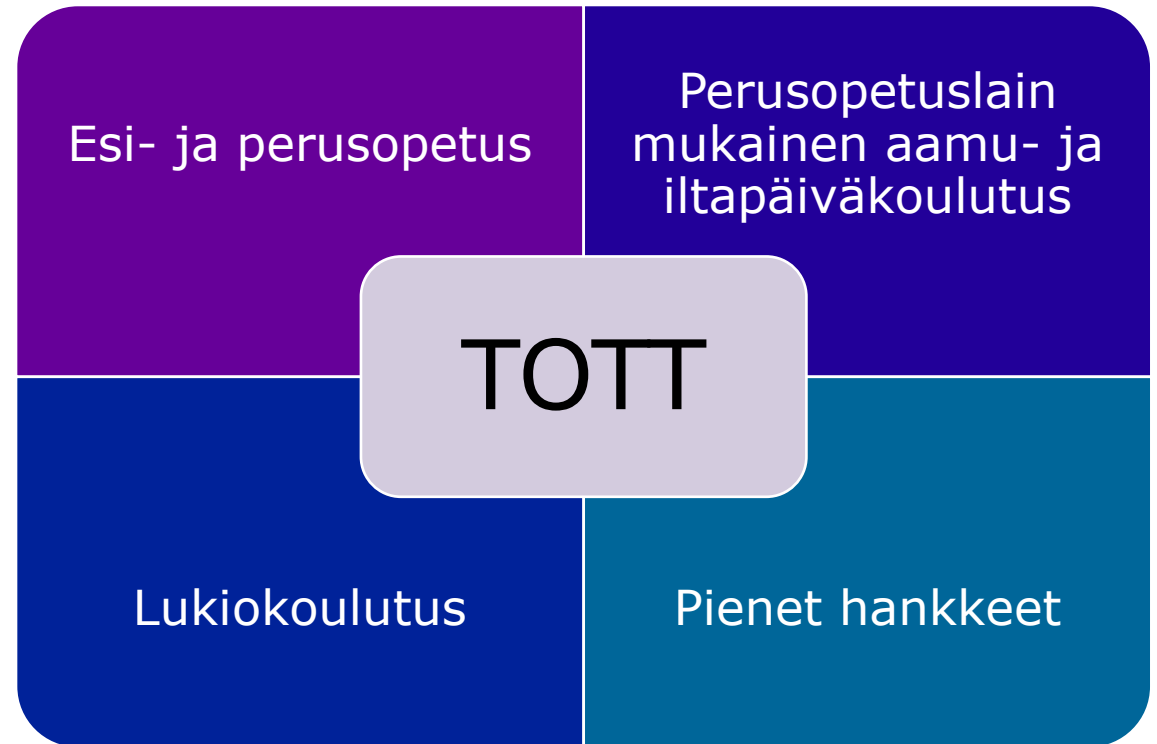 Esi- ja perusopetus
Perusopetuslain
mukainen aamu- ja
iltapäiväkoulutus
TOTT
Lukiokoulutus
Pienet hankkeet